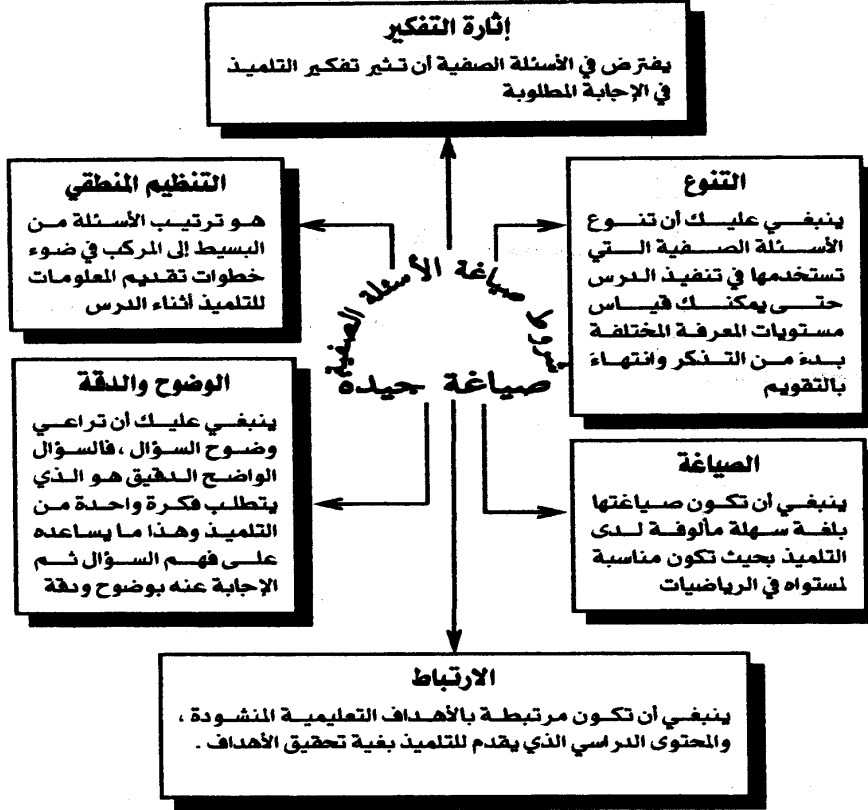 إثارة التفكير
يفترض في الأسئلة الصفية أن تثير تفكير التلميذ
في الإجابة المطلوبة
التنوع
ينبغي عليك أن تنوع
الأسئلة الصفية التي
تستخدمها في تنفيذ الدرس
حتى يمكنك قياس
مستويات المعرفة المختلفة
بدءً من التذكر وانتهاءً
بالتقويم
التنظيم المنطقي
هو ترتيب الأسئلة من
البسيط إلى المركب في ضوء
خطوات تقديم المعلومات
للتلميذ أثناء الدرس
شروط صياغة الأسئلة الصفية
صياغة جيده
الصياغة
ينبغي أن تكون صياغتها
بلغة سهلة مألوفة لدى
التلميذ بحيث تكون مناسبة
لمستواه في الرياضيات
الوضوح والدقة
ينبغي عليك أن تراعي
وضوح السؤال ، فالسؤال
الواضح الدقيق هو الذي
يتطلب فكرة واحدة من
التلميذ وهذا ما يساعده
على فهم السؤال ثم
الإجابة عنه بوضوح ودقة
الارتباط
ينبغي أن تكون مرتبطة بالأهداف التعليمية المنشودة ،
والمحتوى الدراسي الذي يقدم للتلميذ بغية تحقيق الأهداف .